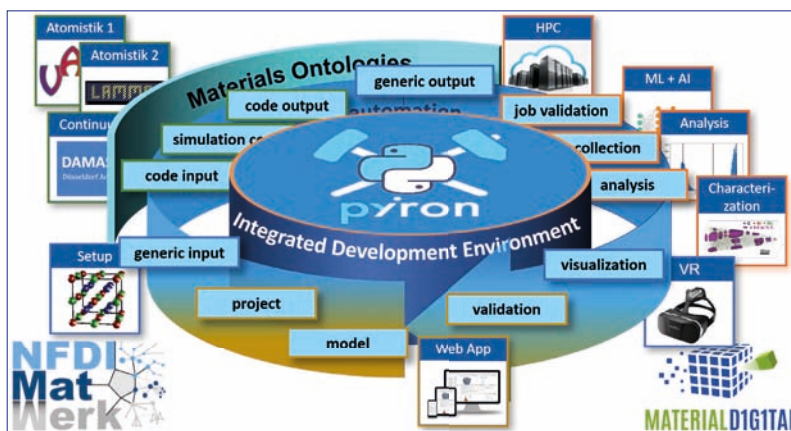 Atomistik 1
Atomistik 2
HPC
Materials Ontologies
generic output
ML + AI
code output
automation
job validation
Analysis
simulation
collection
DAMAS
code input
analysis
Characteri-
zation
pyiron
Integrated Development Environment
generic input
Setup
visualization
VR
project
validation
model
Web App
NFDI
Mat
Werk
MATERIALD1G1TAL